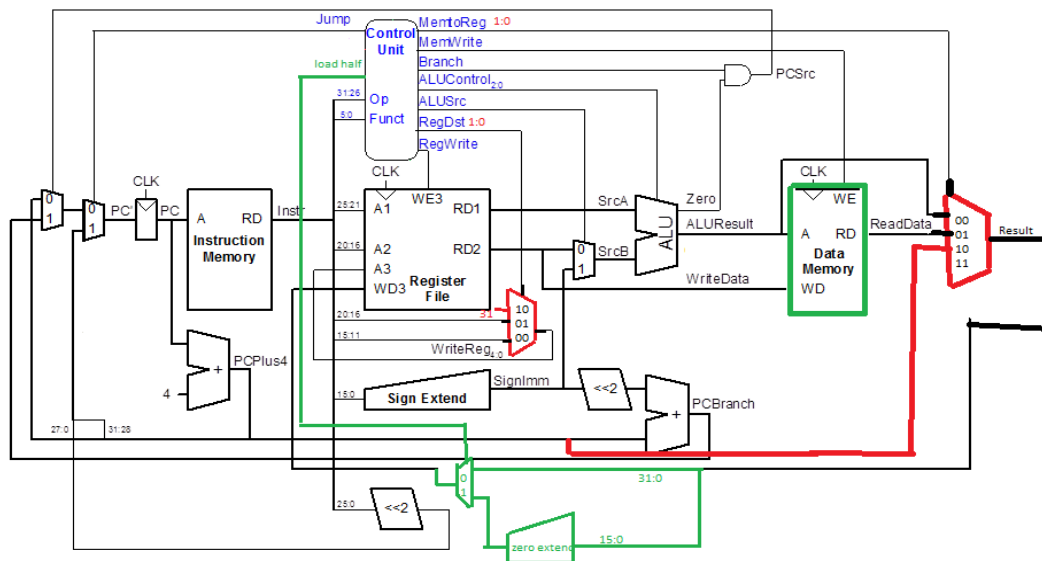 Jump
Control
Unit
MemtoReg 1:0
MemWrite
Branch
ALUControl2:0
ALUSrc
RegDst 1:0
RegWrite
Op
Funct
load half
31:26
5:0
PCSrc
CLK
CLK
CLK
0
1
0
1
PC'
PC
A
RD
Instruction
Memory
Instr
25:21
20:16
A1
A2
A3
WD3
WE3
RD1
RD2
Register
File
SrcA
0
1
SrcB
ALU
Zero
ALUResult
WriteData
A
RD
Data
Memory
WD
WE
ReadData
00
01
10
11
Result
31
20:16
15:11
10
01
00
WriteReg4:0
PCPlus4
+
4
SignImm
15:0
Sign Extend
<<2
+
PCBranch
27:0
31:28
0
1
31:0
25:0
<<2
zero extend
15:0